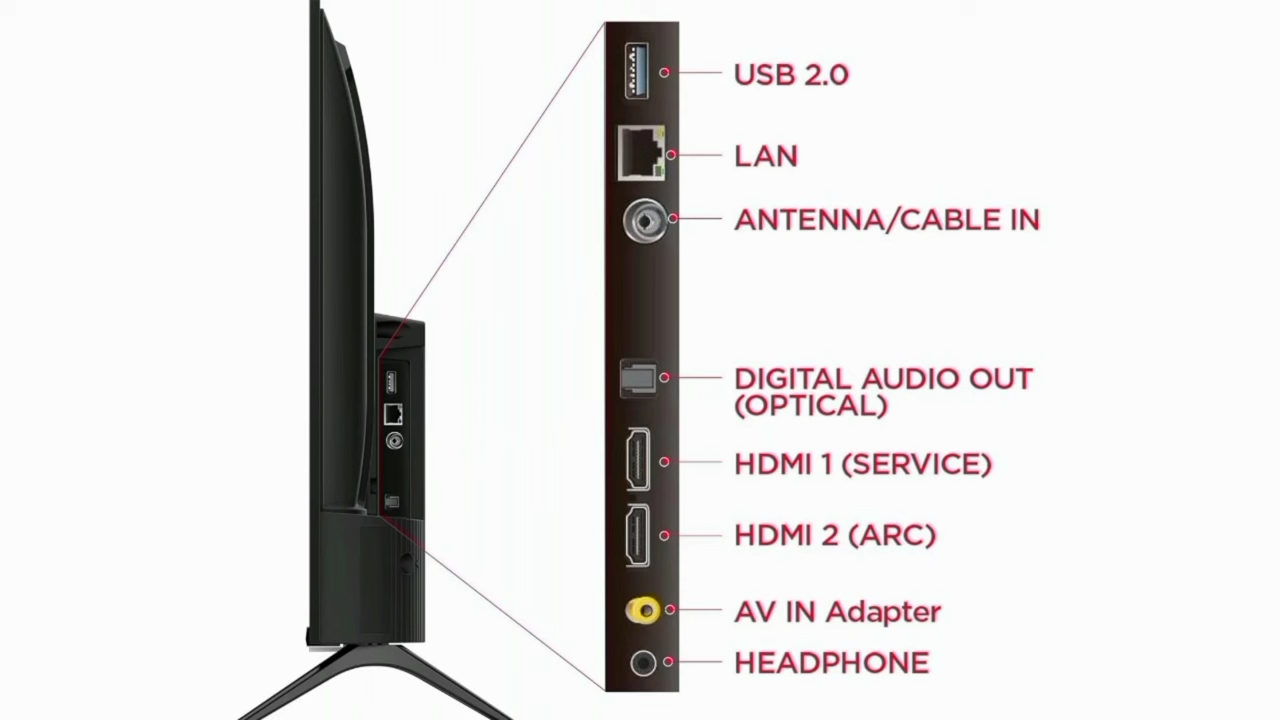 USB 2.0
LAN
ANTENNA/CABLE IN
DIGITAL AUDIO OUT
(OPTICAL)
HDMI 1 (SERVICE)
HDMI 2 (ARC)
AV IN Adapter
HEADPHONE